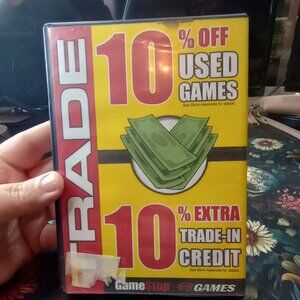 TRADE
10% OFF
USED
GAMES
See Store Associate for details.
10% EXTRA
TRADE-IN
CREDIT
See Store Associate for details.
GameStop EB GAMES